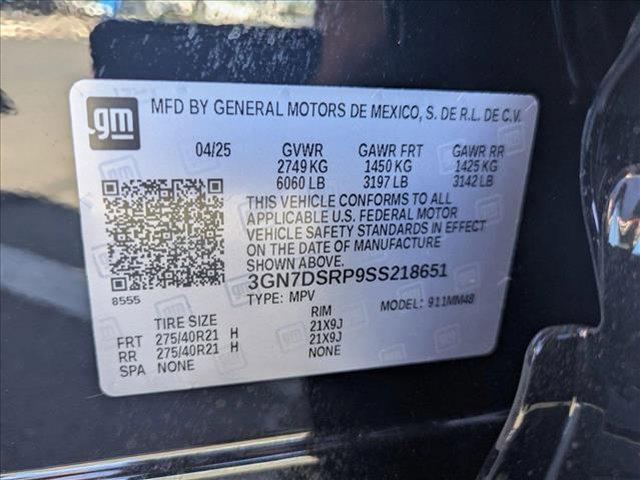 gm
MFD BY GENERAL MOTORS DE MEXICO, S. DE R.L. DE C.V.
04/25 GVWR GAWR FRT GAWR RR
2749 KG 1450 KG 1425 KG
6060 LB 3197 LB 3142 LB
THIS VEHICLE CONFORMS TO ALL
APPLICABLE U.S. FEDERAL MOTOR
VEHICLE SAFETY STANDARDS IN EFFECT
ON THE DATE OF MANUFACTURE
SHOWN ABOVE.
3GN7DSRP9SS218651
8555
TYPE: MPV MODEL: 911MM48
TIRE SIZE RIM
FRT 275/40R21 H 21X9J
RR 275/40R21 H 21X9J
SPA NONE NONE